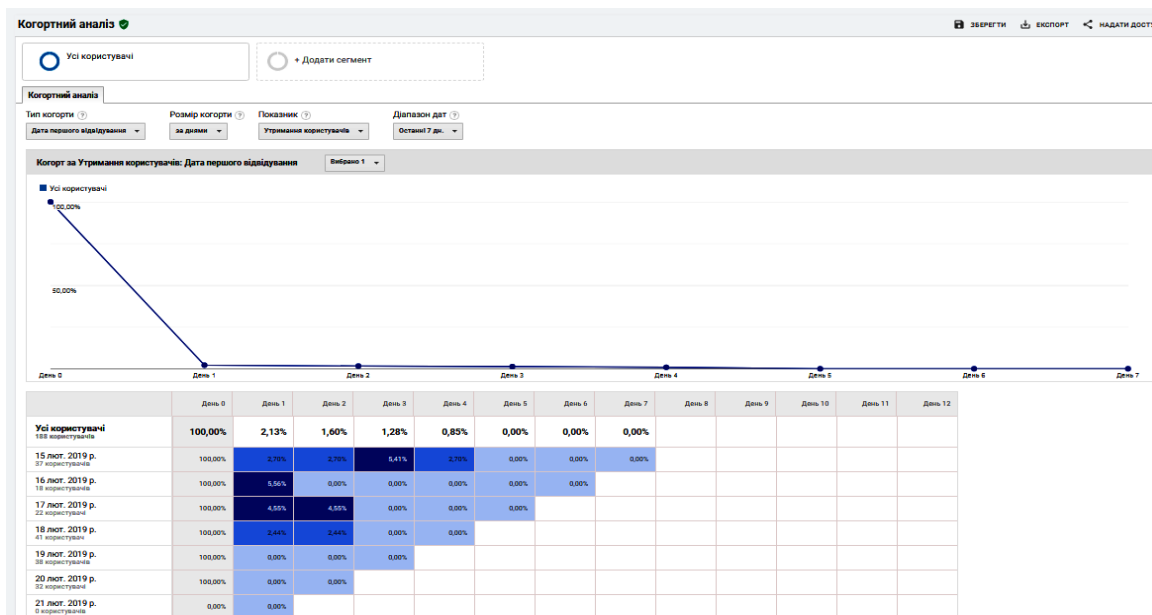 Когортний аналіз
ЗБЕРЕГТИ ЕКСПОРТ НАДАТИ ДОСТУ
Усі користувачі
+ Додати сегмент
Когортний аналіз
Тип когорти ? Розмір когорти ? Показник ? Діапазон дат ?
Дата першого відвідування за днями Утримання користувачів Останні 7 дн.
Когорт за Утримання користувачів: Дата першого відвідування Вибрано 1
Усі користувачі
100,00%
50,00%
День 0 День 1 День 2 День 3 День 4 День 5 День 6 День 7
День 0 День 1 День 2 День 3 День 4 День 5 День 6 День 7 День 8 День 9 День 10 День 11 День 12
Усі користувачі 100,00% 2,13% 1,60% 1,28% 0,85% 0,00% 0,00% 0,00%
188 користувачів
15 лют. 2019 р. 100,00% 2,70% 2,70% 5,41% 2,70% 0,00% 0,00% 0,00%
37 користувачів
16 лют. 2019 р. 100,00% 5,56% 0,00% 0,00% 0,00% 0,00% 0,00%
18 користувачів
17 лют. 2019 р. 100,00% 4,55% 4,55% 0,00% 0,00% 0,00%
22 користувачі
18 лют. 2019 р. 100,00% 2,44% 2,44% 0,00% 0,00%
41 користувач
19 лют. 2019 р. 100,00% 0,00% 0,00% 0,00%
38 користувачів
20 лют. 2019 р. 100,00% 0,00% 0,00%
32 користувачі
21 лют. 2019 р. 0,00% 0,00%
0 користувачів